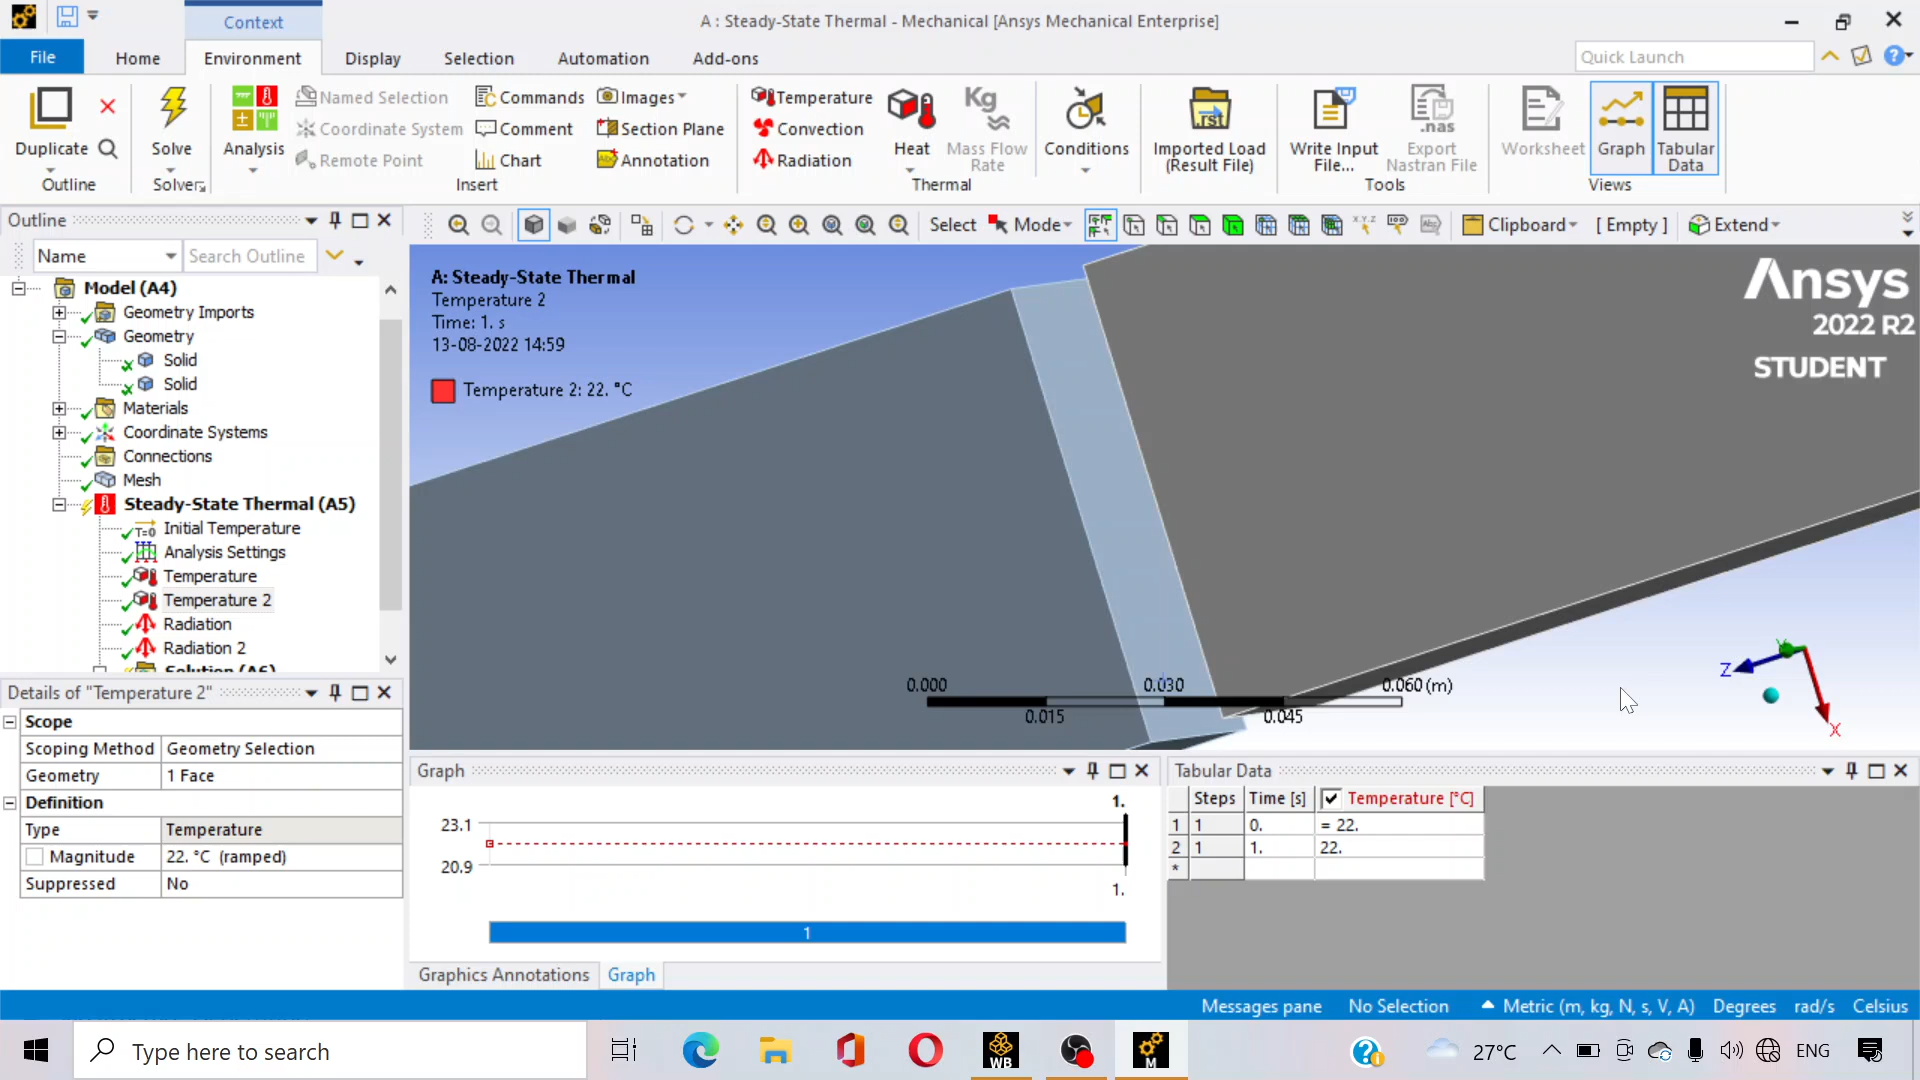 Context
A : Steady-State Thermal - Mechanical [Ansys Mechanical Enterprise]
File
Home
Environment
Display
Selection
Automation
Add-ons
Quick Launch
Duplicate
Outline
Solve
Solver
Analysis
Named Selection
Coordinate System
Remote Point
Commands
Comment
Chart
Images
Section Plane
Annotation
Insert
Temperature
Convection
Radiation
Heat
Kg
Mass Flow
Rate
Thermal
Conditions
.rst
Imported Load
(Result File)
Write Input
File...
.nas
Export
Nastran File
Tools
Worksheet
Graph
Tabular
Data
Views
Outline
Name
Search Outline
Select
Mode
Clipboard
[ Empty ]
Extend
Model (A4)
Geometry Imports
Geometry
Solid
Solid
Materials
Coordinate Systems
Connections
Mesh
Steady-State Thermal (A5)
Initial Temperature
Analysis Settings
Temperature
Temperature 2
Radiation
Radiation 2
Solution (A6)
A: Steady-State Thermal
Temperature 2
Time: 1. s
13-08-2022 14:59
Temperature 2: 22. °C
Ansys
2022 R2
STUDENT
0.000
0.030
0.060 (m)
0.015
0.045
Z
Y
X
Details of "Temperature 2"
Scope
Scoping Method
Geometry Selection
Geometry
1 Face
Definition
Type
Temperature
Magnitude
22. °C (ramped)
Suppressed
No
Graph
1.
23.1
20.9
1.
1
Graphics Annotations
Graph
Tabular Data
Steps
Time [s]
Temperature [°C]
1
1
0.
= 22.
2
1
1.
22.
*
Messages pane
No Selection
Metric (m, kg, N, s, V, A)
Degrees
rad/s
Celsius
Type here to search
WB
M
27°C
ENG